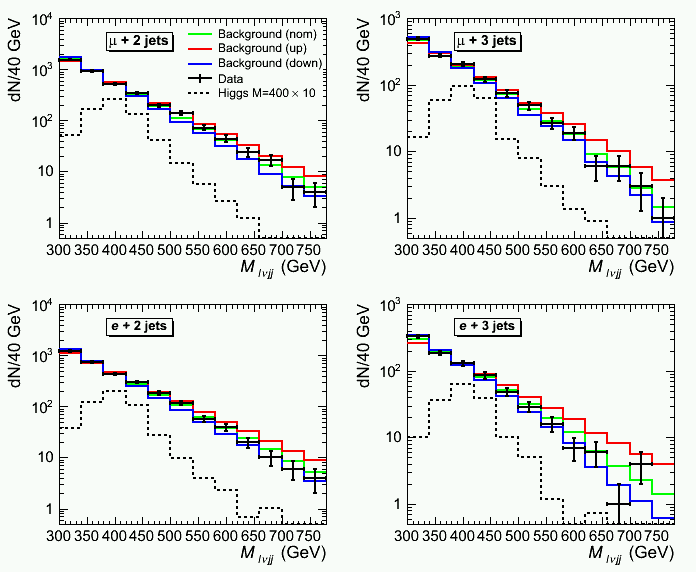 μ + 2 jets
Background (nom)
Background (up)
Background (down)
Data
Higgs M=400 × 10
dN/40 GeV
10⁴
10³
10²
10
1
300 350 400 450 500 550 600 650 700 750
M lνjj (GeV)
μ + 3 jets
dN/40 GeV
10³
10²
10
1
300 350 400 450 500 550 600 650 700 750
M lνjj (GeV)
e + 2 jets
dN/40 GeV
10⁴
10³
10²
10
1
300 350 400 450 500 550 600 650 700 750
M lνjj (GeV)
e + 3 jets
dN/40 GeV
10³
10²
10
1
300 350 400 450 500 550 600 650 700 750
M lνjj (GeV)